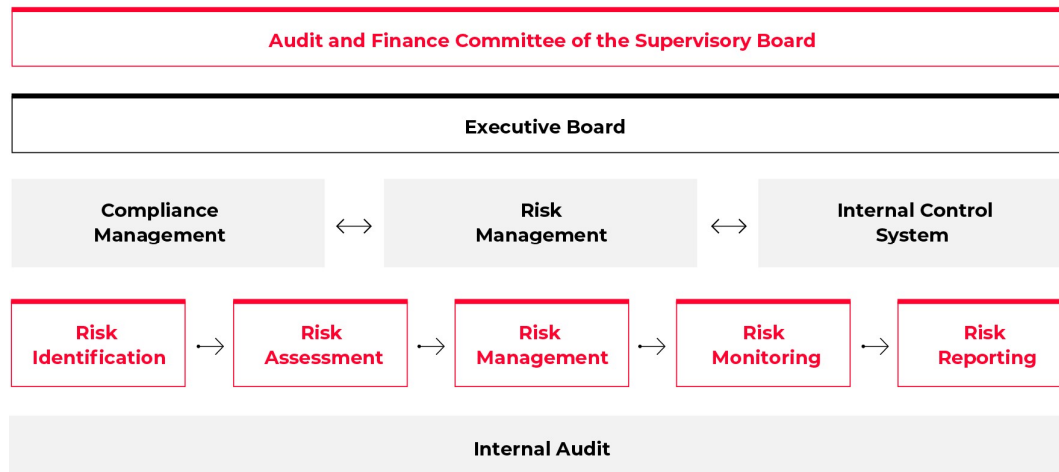 Audit and Finance Committee of the Supervisory Board
Executive Board
Compliance
Management
Risk
Management
Internal Control
System
Risk
Identification
Risk
Assessment
Risk
Management
Risk
Monitoring
Risk
Reporting
Internal Audit